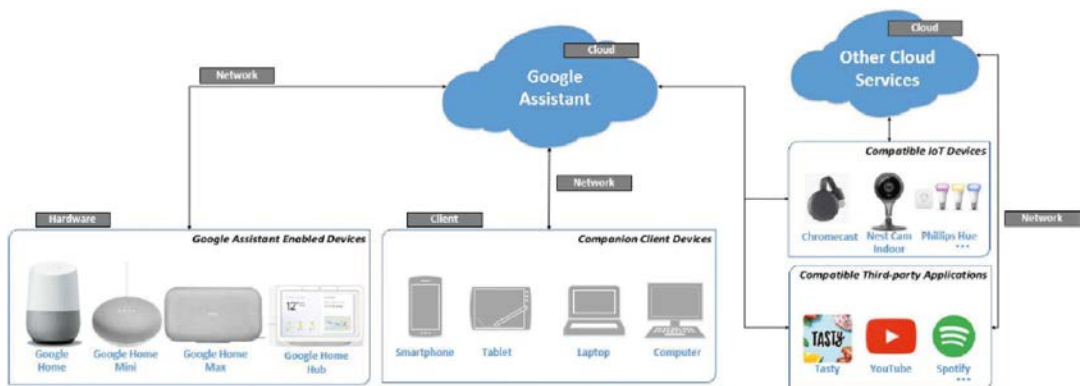 Cloud
Google
Assistant
Cloud
Other Cloud
Services
Network
Network
Network
Hardware
Google Assistant Enabled Devices
Google
Home
Google Home
Mini
Google Home
Max
Google Home
Hub
12
Client
Companion Client Devices
Smartphone
Tablet
Laptop
Computer
Compatible IoT Devices
Chromecast
Nest Cam
Indoor
Phillips Hue
...
Compatible Third-party Applications
TASTY
Tasty
YouTube
Spotify
...